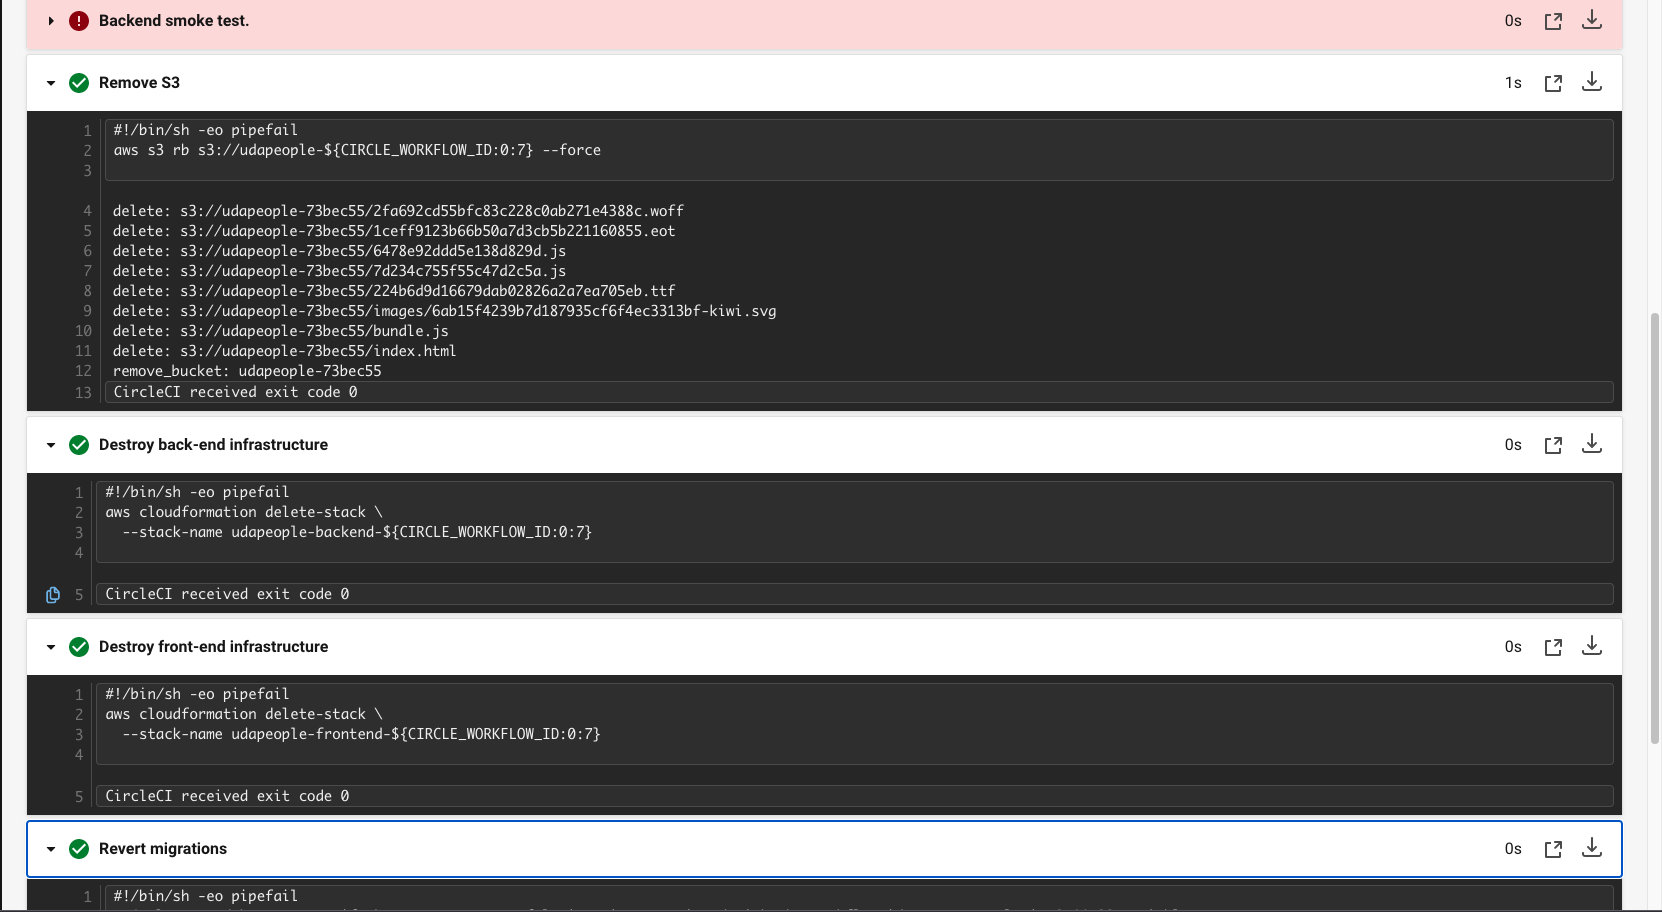 Backend smoke test.
0s
Remove S3
1s
1 #!/bin/sh -eo pipefail
2 aws s3 rb s3://udapeople-${CIRCLE_WORKFLOW_ID:0:7} --force
3
4 delete: s3://udapeople-73bec55/2fa692cd55bfc83c228c0ab271e4388c.woff
5 delete: s3://udapeople-73bec55/1ceff9123b66b50a7d3cb5b221160855.eot
6 delete: s3://udapeople-73bec55/6478e92ddd5e138d829d.js
7 delete: s3://udapeople-73bec55/7d234c755f55c47d2c5a.js
8 delete: s3://udapeople-73bec55/224b6d9d16679dab02826a2a7ea705eb.ttf
9 delete: s3://udapeople-73bec55/images/6ab15f4239b7d187935cf6f4ec3313bf-kiwi.svg
10 delete: s3://udapeople-73bec55/bundle.js
11 delete: s3://udapeople-73bec55/index.html
12 remove_bucket: udapeople-73bec55
13 CircleCI received exit code 0
Destroy back-end infrastructure
0s
1 #!/bin/sh -eo pipefail
2 aws cloudformation delete-stack \
3 --stack-name udapeople-backend-${CIRCLE_WORKFLOW_ID:0:7}
4
5 CircleCI received exit code 0
Destroy front-end infrastructure
0s
1 #!/bin/sh -eo pipefail
2 aws cloudformation delete-stack \
3 --stack-name udapeople-frontend-${CIRCLE_WORKFLOW_ID:0:7}
4
5 CircleCI received exit code 0
Revert migrations
0s
1 #!/bin/sh -eo pipefail